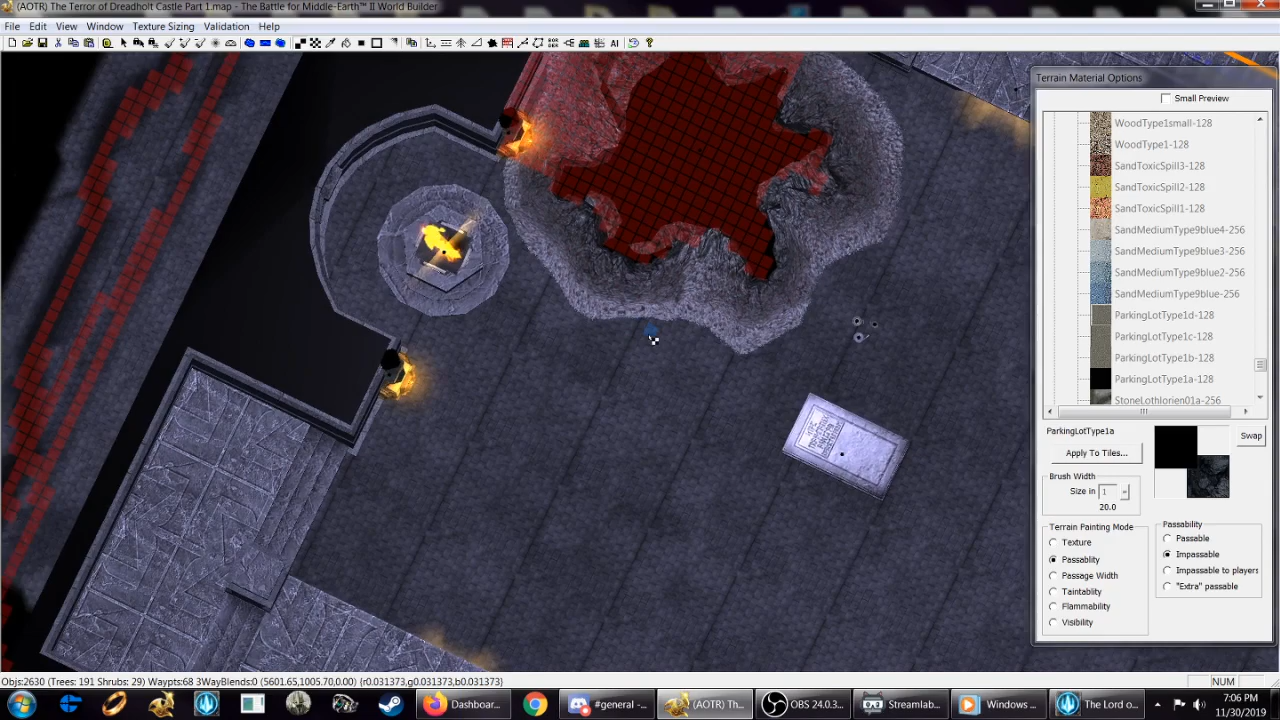 (AOTR) The Terror of Dreadholt Castle Part 1.map - The Battle for Middle-Earth™ II World Builder
File Edit View Window Texture Sizing Validation Help
AI
Terrain Material Options
Small Preview
WoodType1small-128
WoodType1-128
SandToxicSpill3-128
SandToxicSpill2-128
SandToxicSpill1-128
SandMediumType9blue4-256
SandMediumType9blue3-256
SandMediumType9blue2-256
SandMediumType9blue-256
ParkingLotType1d-128
ParkingLotType1c-128
ParkingLotType1b-128
ParkingLotType1a-128
StoneLothlorien01a-256
ParkingLotType1a
Swap
Apply To Tiles...
Brush Width
Size in 1
20.0
Terrain Painting Mode
Texture
Passability
Passage Width
Taintablity
Flammability
Visibility
Passability
Passable
Impassable
Impassable to players
"Extra" passable
Objs:2630 (Trees: 191 Shrubs: 29) Waypts:68 3WayBlends:0 (5601.65,1005.70,0.00) {r0.031373,g0.031373,b0.031373}
NUM
Dashboar...
#general -...
(AOTR) Th...
OBS 24.0.3...
Streamlab...
Windows ...
The Lord o...
7:06 PM
11/30/2019